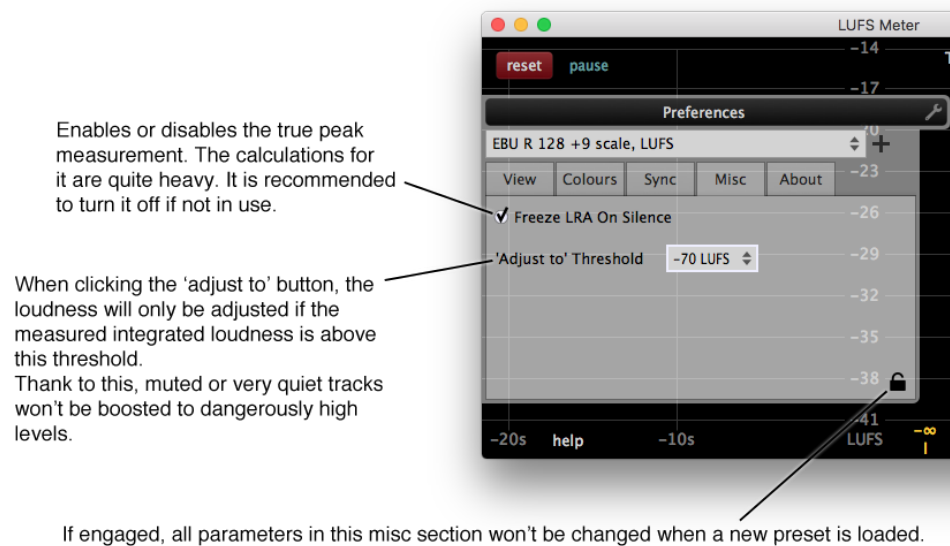 LUFS Meter
reset pause
-14
-17
Preferences
EBU R 128 +9 scale, LUFS
+
View Colours Sync Misc About
-23
Freeze LRA On Silence
-26
'Adjust to' Threshold -70 LUFS
-29
-32
-35
-38
-41
-20s help -10s LUFS -∞
Enables or disables the true peak
measurement. The calculations for
it are quite heavy. It is recommended
to turn it off if not in use.
When clicking the ‘adjust to’ button, the
loudness will only be adjusted if the
measured integrated loudness is above
this threshold.
Thank to this, muted or very quiet tracks
won’t be boosted to dangerously high
levels.
If engaged, all parameters in this misc section won’t be changed when a new preset is loaded.